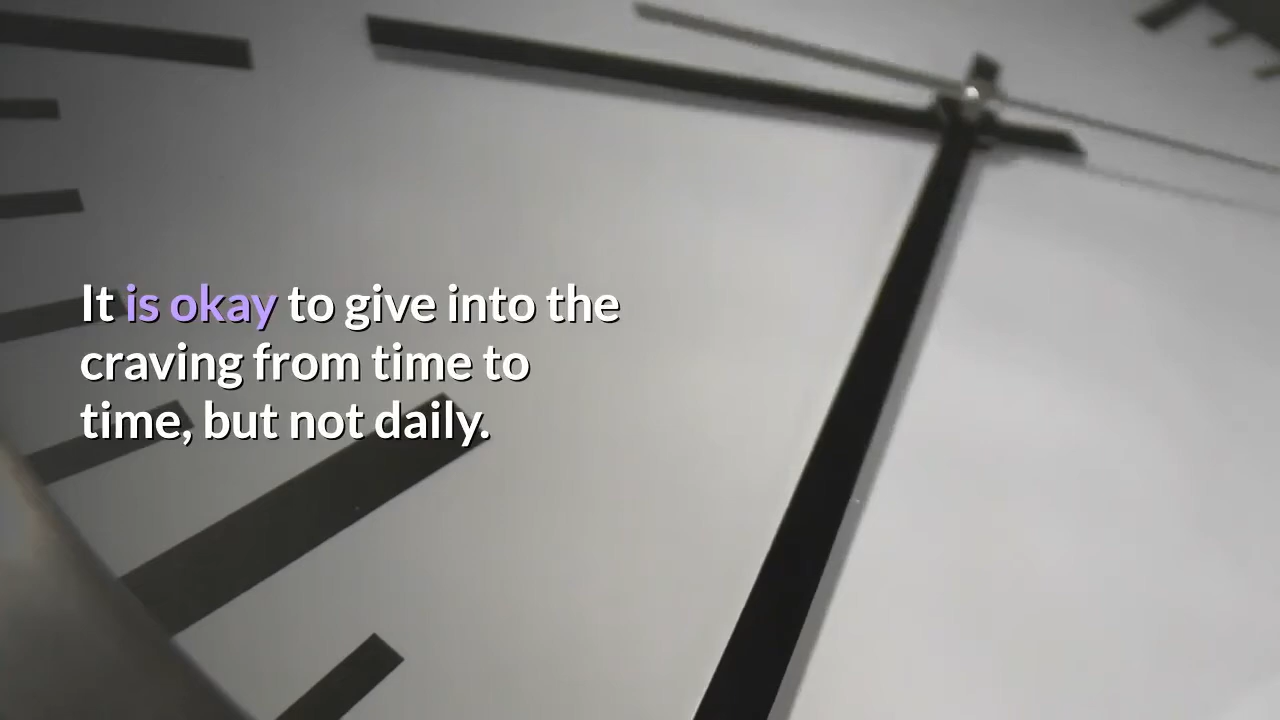 It is okay to give into the
craving from time to
time, but not daily.